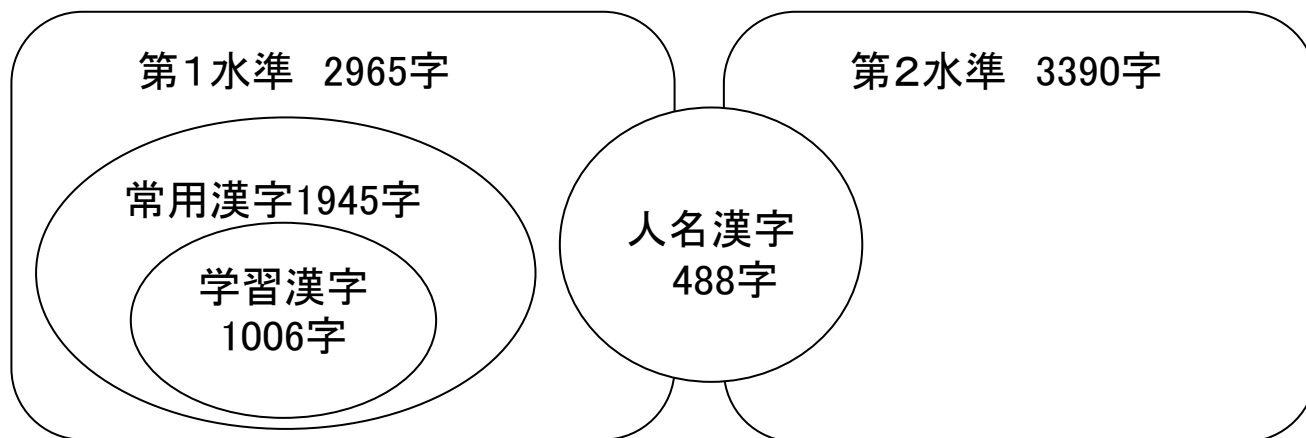 第１水準　2965字
第２水準　3390字
常用漢字1945字
学習漢字
1006字
人名漢字
488字